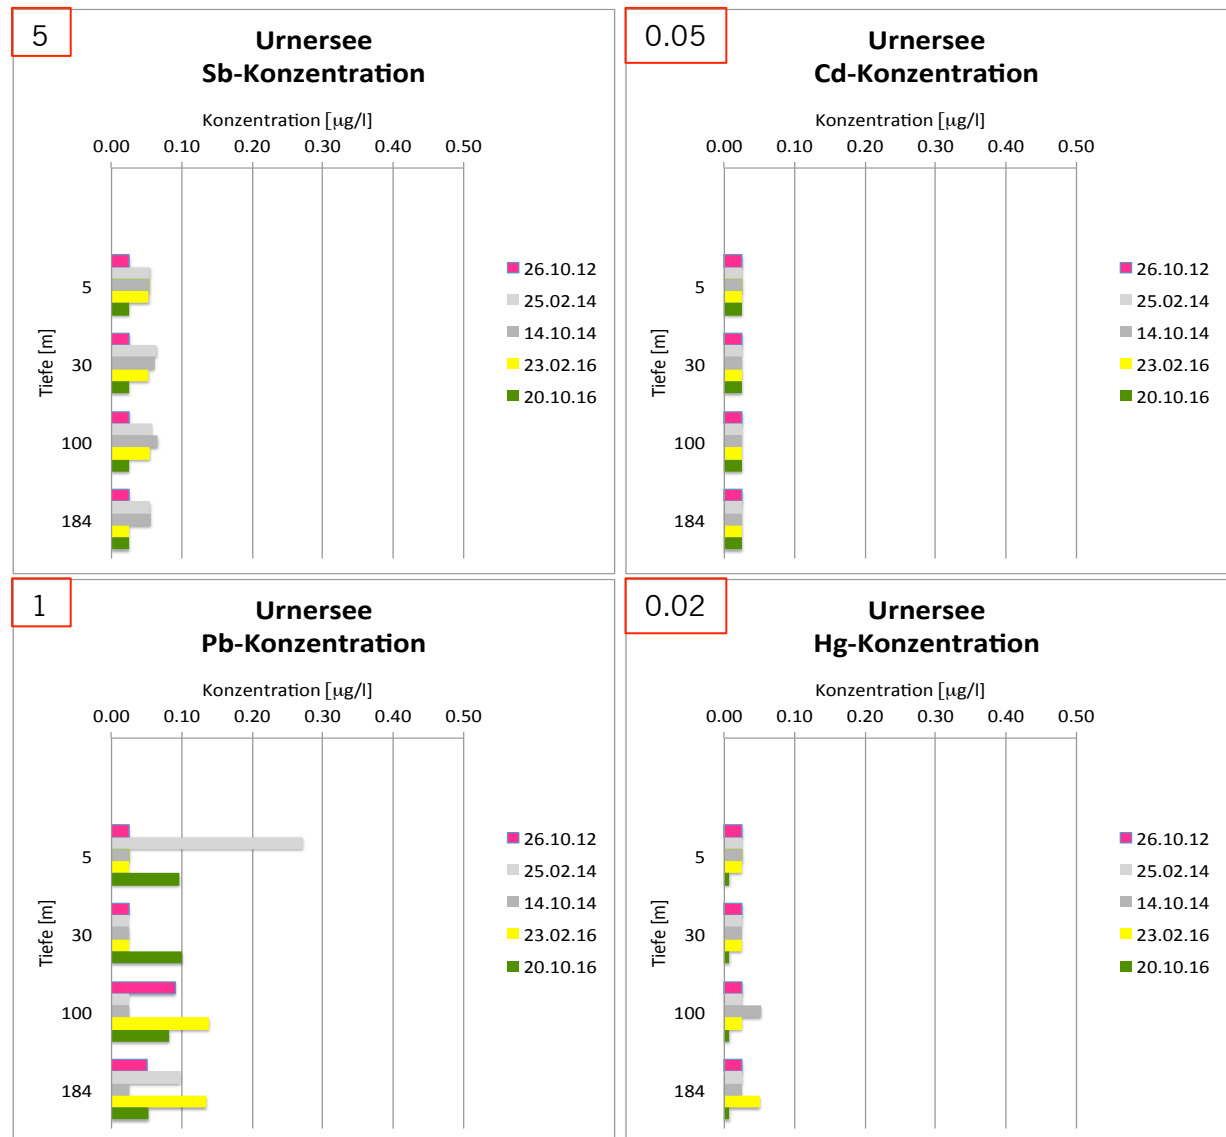 5
Urnersee
Sb-Konzentration
Konzentration [µg/l]
0.00 0.10 0.20 0.30 0.40 0.50
Tiefe [m]
5
30
100
184
26.10.12
25.02.14
14.10.14
23.02.16
20.10.16
0.05
Urnersee
Cd-Konzentration
Konzentration [µg/l]
0.00 0.10 0.20 0.30 0.40 0.50
Tiefe [m]
5
30
100
184
26.10.12
25.02.14
14.10.14
23.02.16
20.10.16
1
Urnersee
Pb-Konzentration
Konzentration [µg/l]
0.00 0.10 0.20 0.30 0.40 0.50
Tiefe [m]
5
30
100
184
26.10.12
25.02.14
14.10.14
23.02.16
20.10.16
0.02
Urnersee
Hg-Konzentration
Konzentration [µg/l]
0.00 0.10 0.20 0.30 0.40 0.50
Tiefe [m]
5
30
100
184
26.10.12
25.02.14
14.10.14
23.02.16
20.10.16